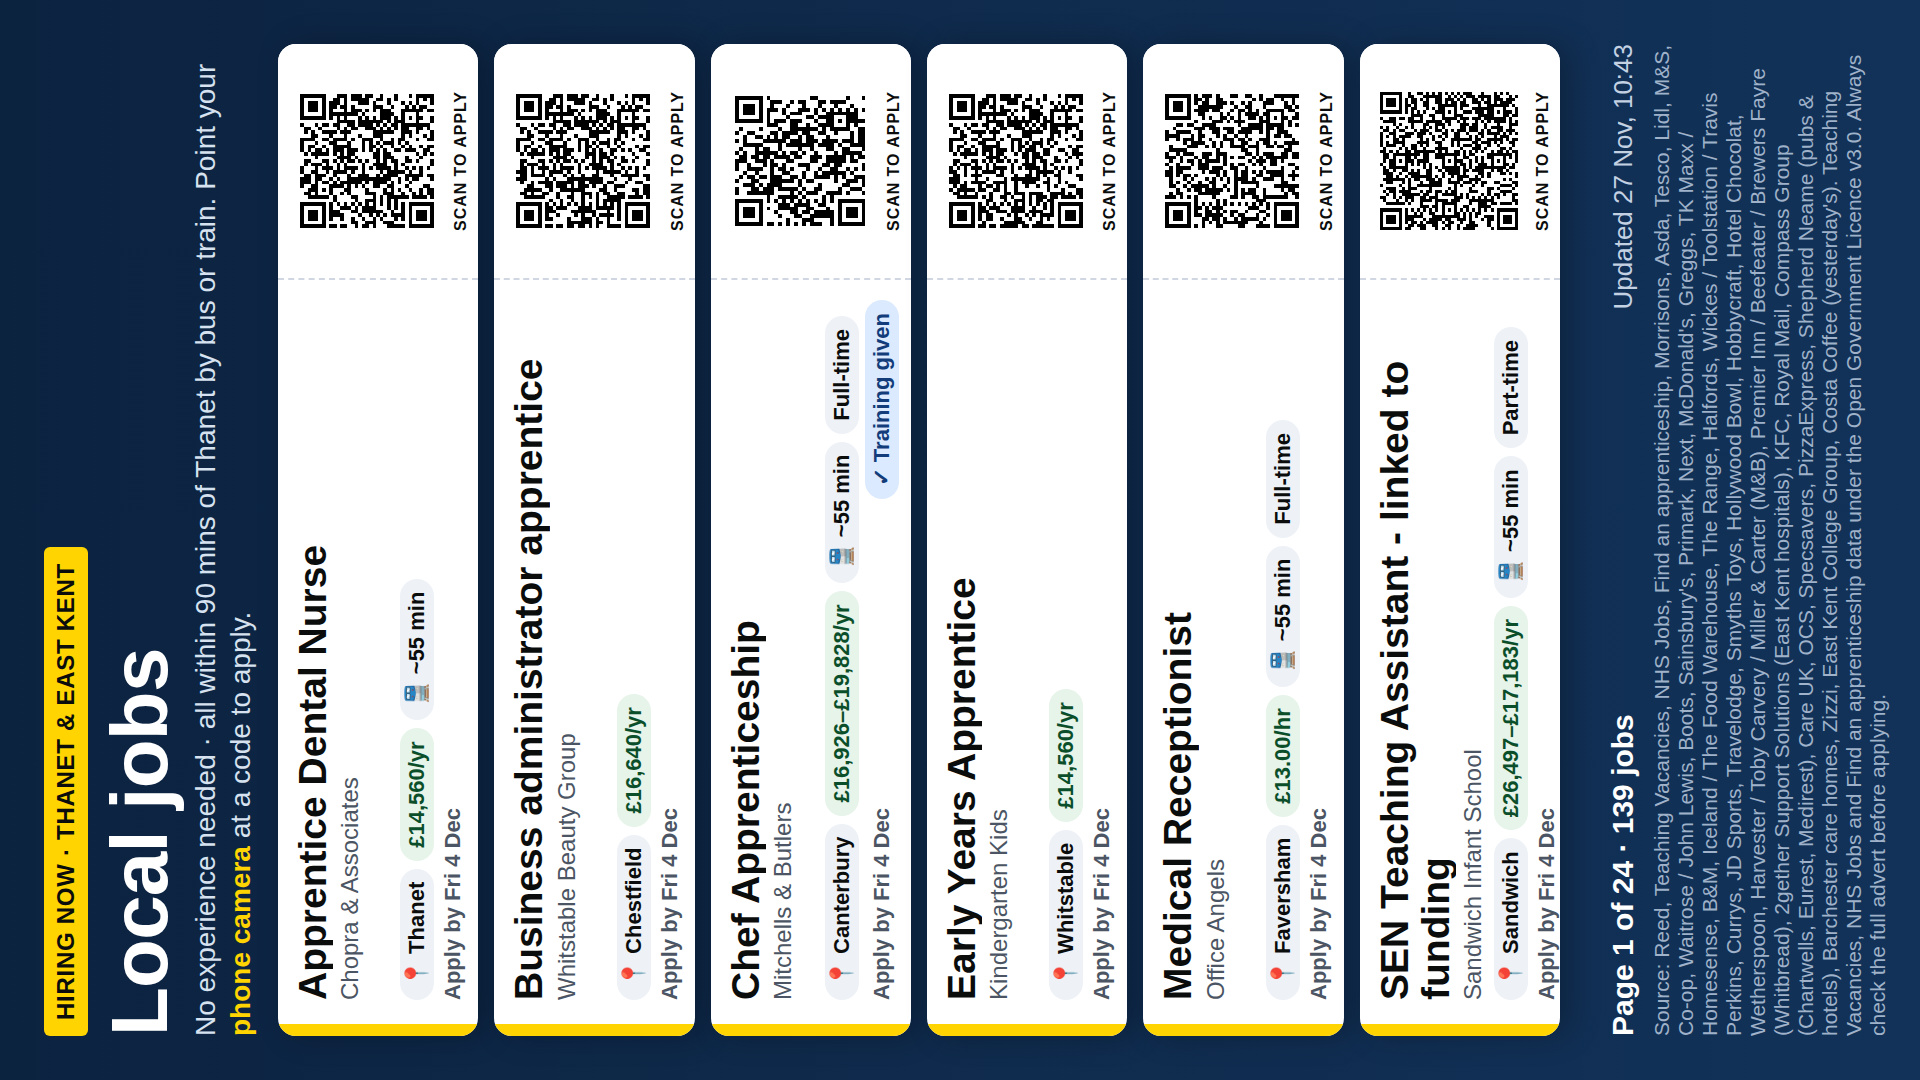 HIRING NOW · THANET & EAST KENT
Local jobs
No experience needed · all within 90 mins of Thanet by bus or train. Point your
phone camera at a code to apply.
Apprentice Dental Nurse
Chopra & Associates
📍 Thanet £14,560/yr 🚆 ~55 min
Apply by Fri 4 Dec
SCAN TO APPLY
Business administrator apprentice
Whitstable Beauty Group
📍 Chestfield £16,640/yr
Apply by Fri 4 Dec
SCAN TO APPLY
Chef Apprenticeship
Mitchells & Butlers
📍 Canterbury £16,926–£19,828/yr 🚆 ~55 min Full-time
✓ Training given
Apply by Fri 4 Dec
SCAN TO APPLY
Early Years Apprentice
Kindergarten Kids
📍 Whitstable £14,560/yr
Apply by Fri 4 Dec
SCAN TO APPLY
Medical Receptionist
Office Angels
📍 Faversham £13.00/hr 🚆 ~55 min Full-time
Apply by Fri 4 Dec
SCAN TO APPLY
SEN Teaching Assistant - linked to
funding
Sandwich Infant School
📍 Sandwich £26,497–£17,183/yr 🚆 ~55 min Part-time
Apply by Fri 4 Dec
SCAN TO APPLY
Page 1 of 24 · 139 jobs
Updated 27 Nov, 10:43
Source: Reed, Teaching Vacancies, NHS Jobs, Find an apprenticeship, Morrisons, Asda, Tesco, Lidl, M&S,
Co-op, Waitrose / John Lewis, Boots, Sainsbury's, Primark, Next, McDonald's, Greggs, TK Maxx /
Homesense, B&M, Iceland / The Food Warehouse, The Range, Halfords, Wickes / Toolstation / Travis
Perkins, Currys, JD Sports, Travelodge, Smyths Toys, Hollywood Bowl, Hobbycraft, Hotel Chocolat,
Wetherspoon, Harvester / Toby Carvery / Miller & Carter (M&B), Premier Inn / Beefeater / Brewers Fayre
(Whitbread), 2gether Support Solutions (East Kent hospitals), KFC, Royal Mail, Compass Group
(Chartwells, Eurest, Medirest), Care UK, OCS, Specsavers, PizzaExpress, Shepherd Neame (pubs &
hotels), Barchester care homes, Zizzi, East Kent College Group, Costa Coffee (yesterday's). Teaching
Vacancies, NHS Jobs and Find an apprenticeship data under the Open Government Licence v3.0. Always
check the full advert before applying.